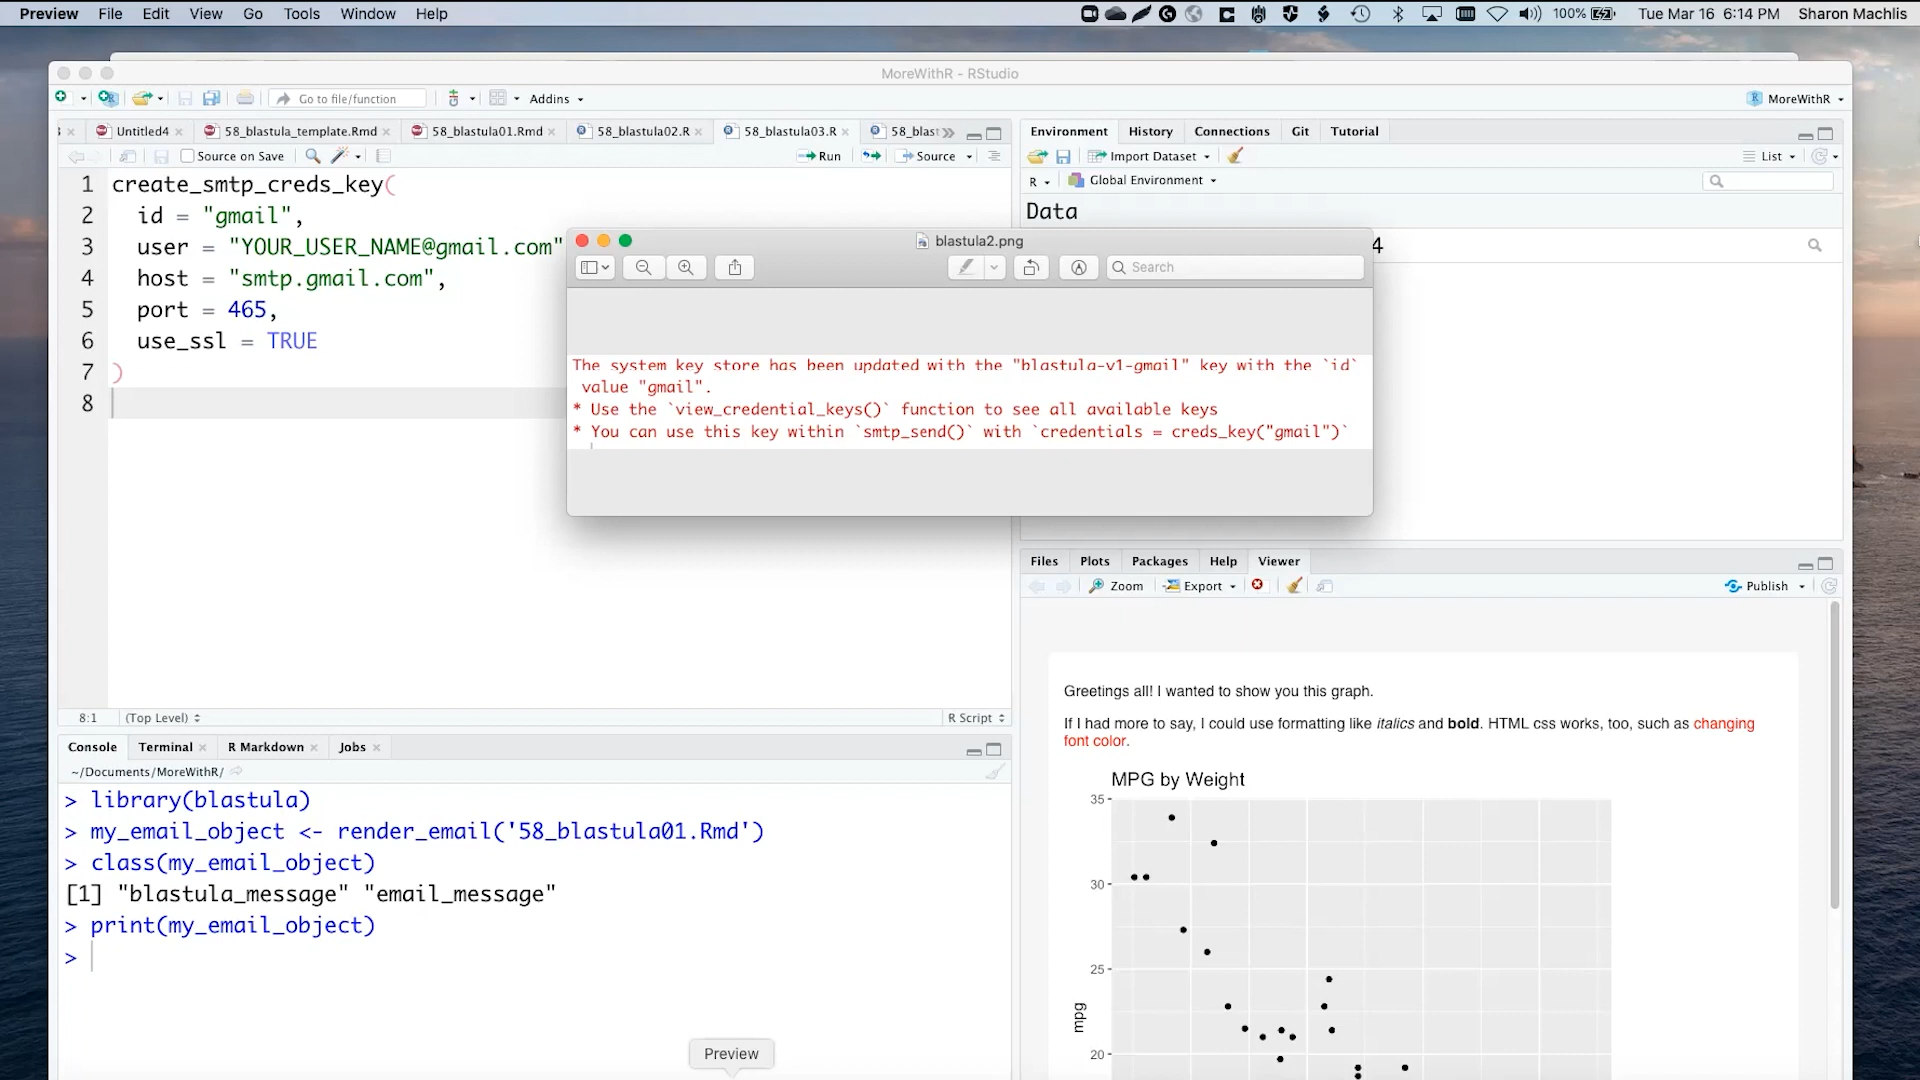 Preview File Edit View Go Tools Window Help
100% Tue Mar 16 6:14 PM Sharon Machlis
MoreWithR - RStudio
Go to file/function Addins MoreWithR
Untitled4 58_blastula_template.Rmd 58_blastula01.Rmd 58_blastula02.R 58_blastula03.R 58_blast
Source on Save Run Source
1 create_smtp_creds_key(
2 id = "gmail",
3 user = "YOUR_USER_NAME@gmail.com"
4 host = "smtp.gmail.com",
5 port = 465,
6 use_ssl = TRUE
7 )
8
8:1 (Top Level) R Script
Environment History Connections Git Tutorial
Import Dataset List
R Global Environment
Data
4
blastula2.png
Search
The system key store has been updated with the "blastula-v1-gmail" key with the `id`
value "gmail".
* Use the `view_credential_keys()` function to see all available keys
* You can use this key within `smtp_send()` with `credentials = creds_key("gmail")`
Console Terminal R Markdown Jobs
~/Documents/MoreWithR/
> library(blastula)
> my_email_object <- render_email('58_blastula01.Rmd')
> class(my_email_object)
[1] "blastula_message" "email_message"
> print(my_email_object)
>
Files Plots Packages Help Viewer
Zoom Export Publish
Greetings all! I wanted to show you this graph.
If I had more to say, I could use formatting like italics and bold. HTML css works, too, such as changing
font color.
MPG by Weight
35
30
25
20
mpg
Preview